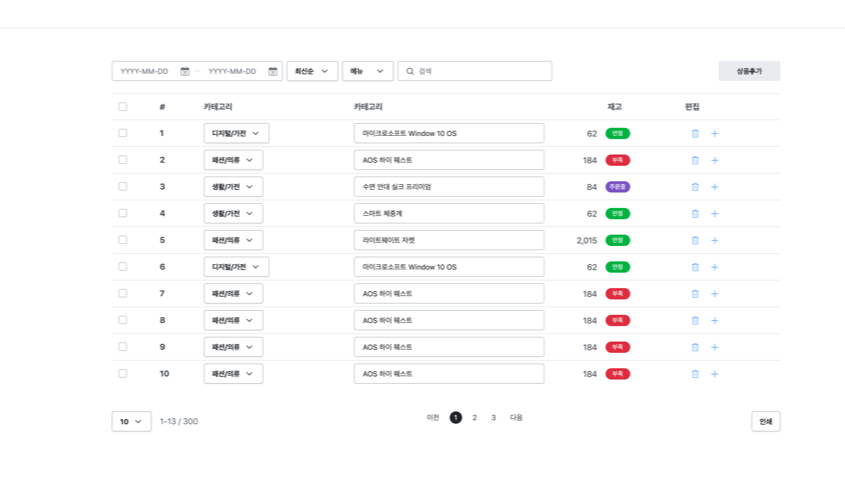 YYYY-MM-DD ~ YYYY-MM-DD 최신순 메뉴 검색 상품추가
# 카테고리 카테고리 재고 편집
1 디지털/가전 마이크로소프트 Window 10 OS 62 안정
2 패션/의류 AOS 하이 웨스트 184 부족
3 생활/가전 수면 안대 실크 프리미엄 84 주문중
4 생활/가전 스마트 체중계 62 안정
5 패션/의류 라이트웨이트 자켓 2,015 안정
6 디지털/가전 마이크로소프트 Window 10 OS 62 안정
7 패션/의류 AOS 하이 웨스트 184 부족
8 패션/의류 AOS 하이 웨스트 184 부족
9 패션/의류 AOS 하이 웨스트 184 부족
10 패션/의류 AOS 하이 웨스트 184 부족
10 1-13 / 300 이전 1 2 3 다음 인쇄